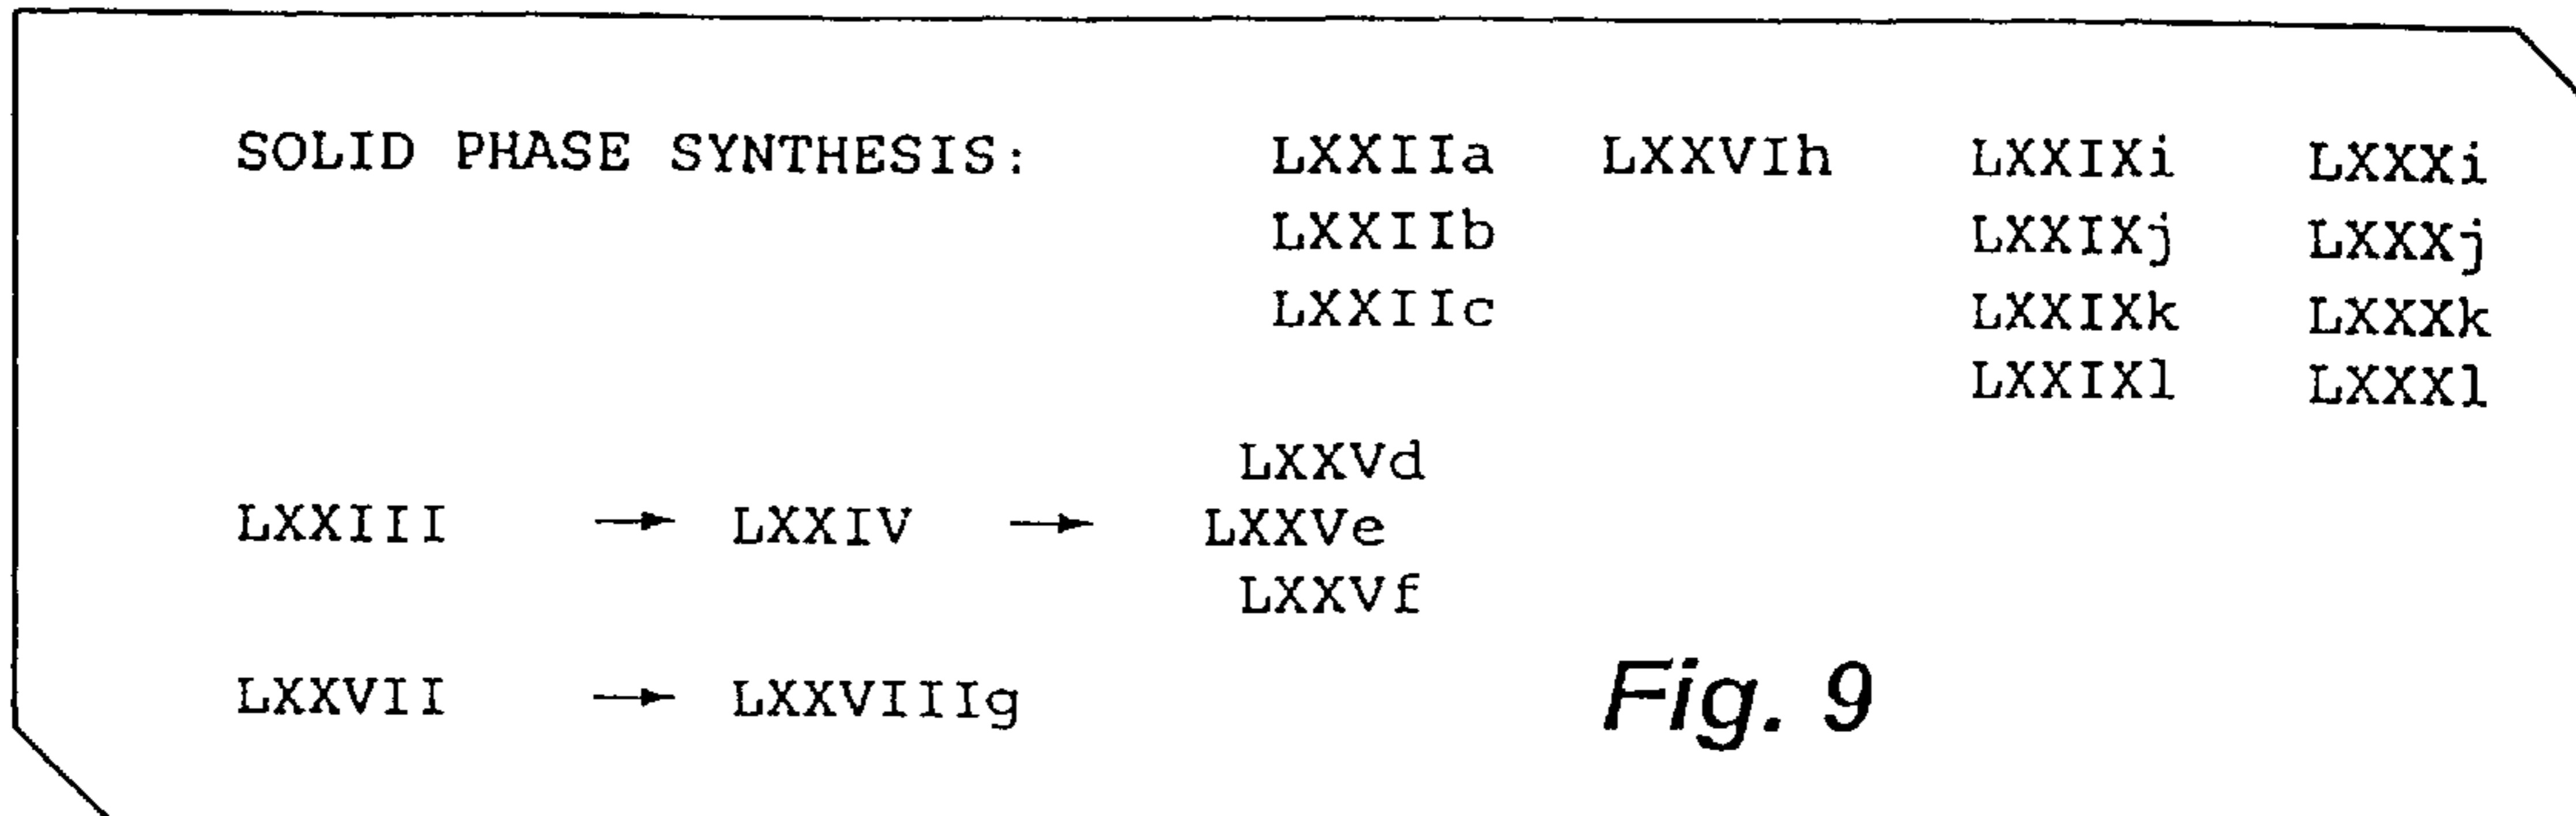 SOLID PHASE SYNTHESIS: LXXIIa LXXVIh LXXIXi LXXXi
LXXIIb LXXIXj LXXXj
LXXIIc LXXIXk LXXXk
LXXIXl LXXXl
LXXVd
LXXIII → LXXIV → LXXVe
LXXVf
LXXVII → LXXVIIIg
Fig. 9